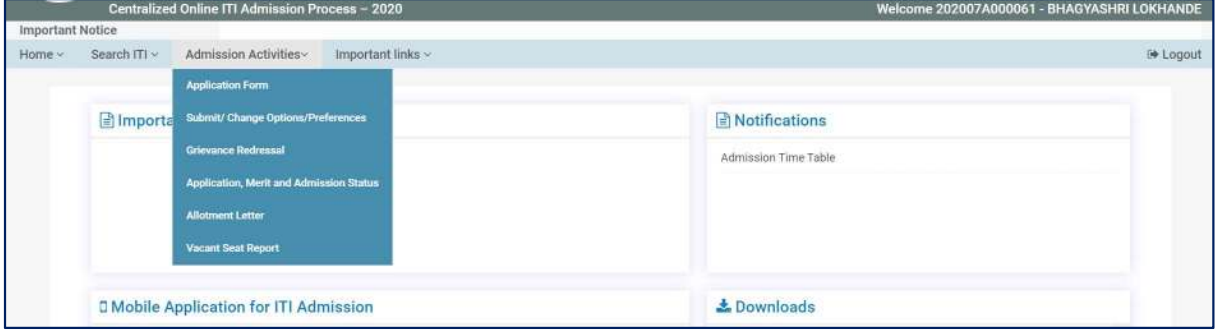 Centralized Online ITI Admission Process – 2020
Welcome 202007A000061 - BHAGYASHRI LOKHANDE
Important Notice
Home
Search ITI
Admission Activities
Important links
Logout
Application Form
Submit/ Change Options/Preferences
Grievance Redressal
Application, Merit and Admission Status
Allotment Letter
Vacant Seat Report
Importa
Notifications
Admission Time Table
Mobile Application for ITI Admission
Downloads